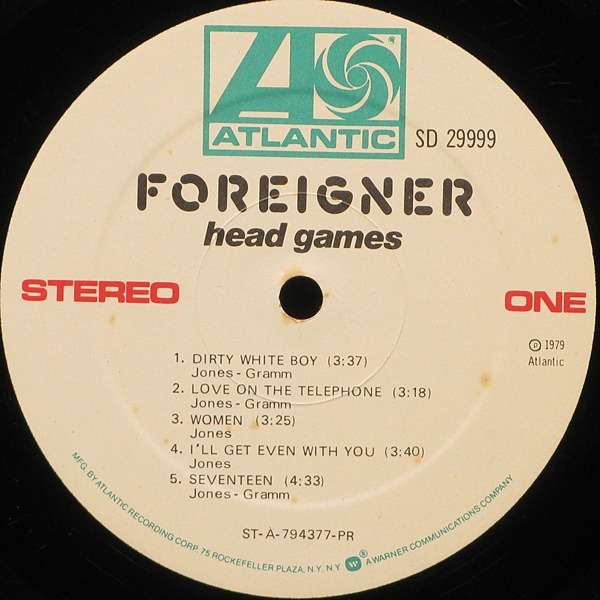 ATLANTIC
SD 29999
FOREIGNER
head games
STEREO
ONE
℗ 1979
Atlantic
1. DIRTY WHITE BOY (3:37)
Jones - Gramm
2. LOVE ON THE TELEPHONE (3:18)
Jones - Gramm
3. WOMEN (3:25)
Jones
4. I'LL GET EVEN WITH YOU (3:40)
Jones
5. SEVENTEEN (4:33)
Jones - Gramm
ST-A-794377-PR
MFG. BY ATLANTIC RECORDING CORP. 75 ROCKEFELLER PLAZA, N.Y. N.Y. W ® A WARNER COMMUNICATIONS COMPANY